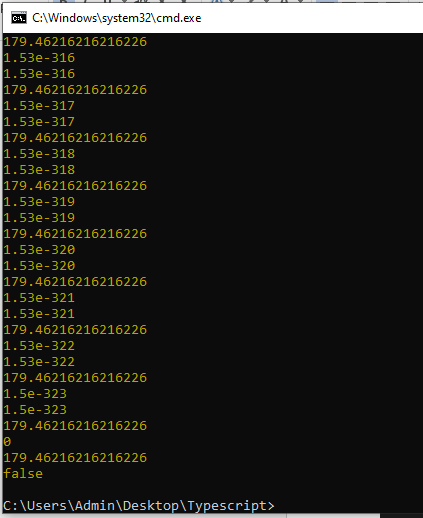 C:\Windows\system32\cmd.exe
179.46216216216226
1.53e-316
1.53e-316
179.46216216216226
1.53e-317
1.53e-317
179.46216216216226
1.53e-318
1.53e-318
179.46216216216226
1.53e-319
1.53e-319
179.46216216216226
1.53e-320
1.53e-320
179.46216216216226
1.53e-321
1.53e-321
179.46216216216226
1.53e-322
1.53e-322
179.46216216216226
1.5e-323
1.5e-323
179.46216216216226
0
179.46216216216226
false
C:\Users\Admin\Desktop\Typescript>